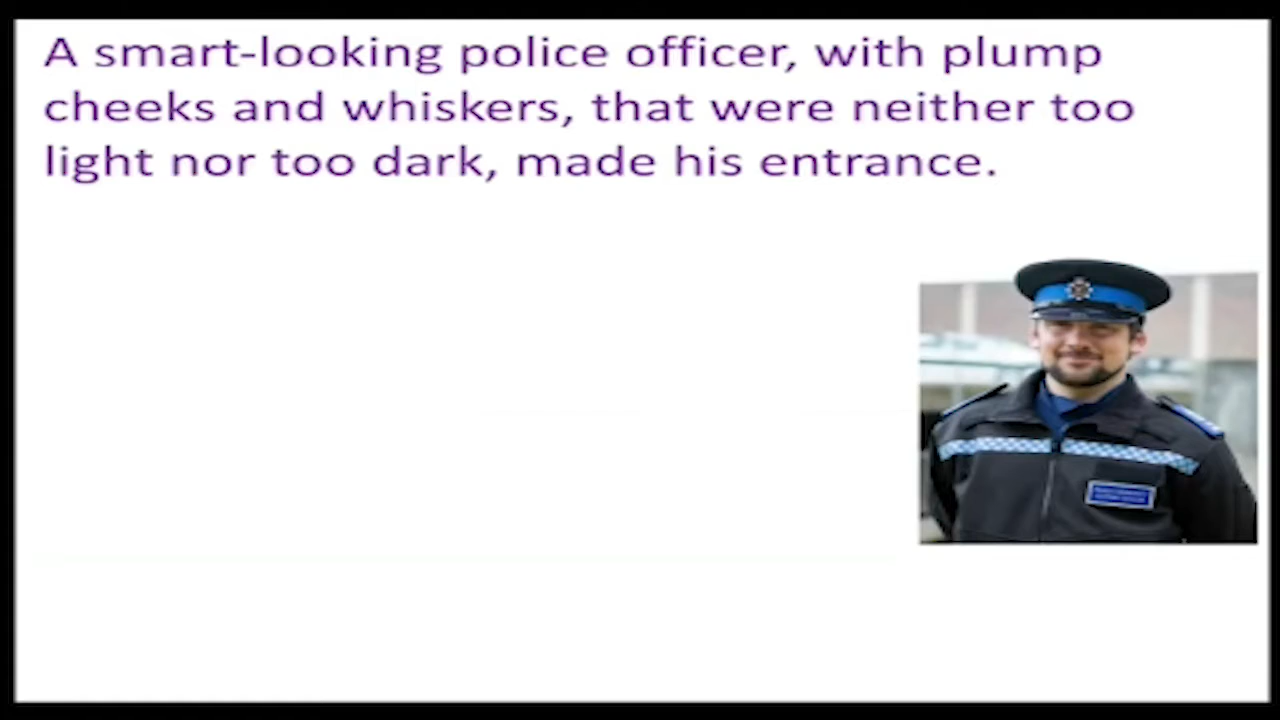 A smart-looking police officer, with plump
cheeks and whiskers, that were neither too
light nor too dark, made his entrance.